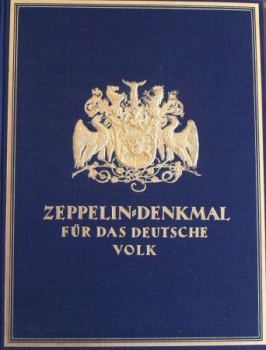 ZEPPELIN=DENKMAL
FÜR DAS DEUTSCHE
VOLK